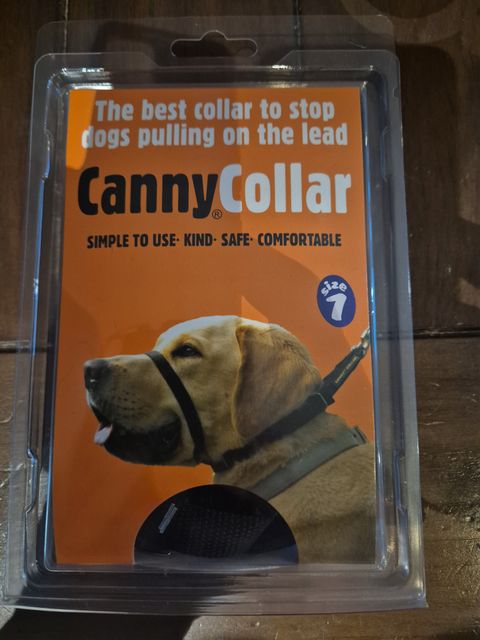 The best collar to stop
dogs pulling on the lead
CannyCollar®
SIMPLE TO USE· KIND· SAFE· COMFORTABLE
size
1